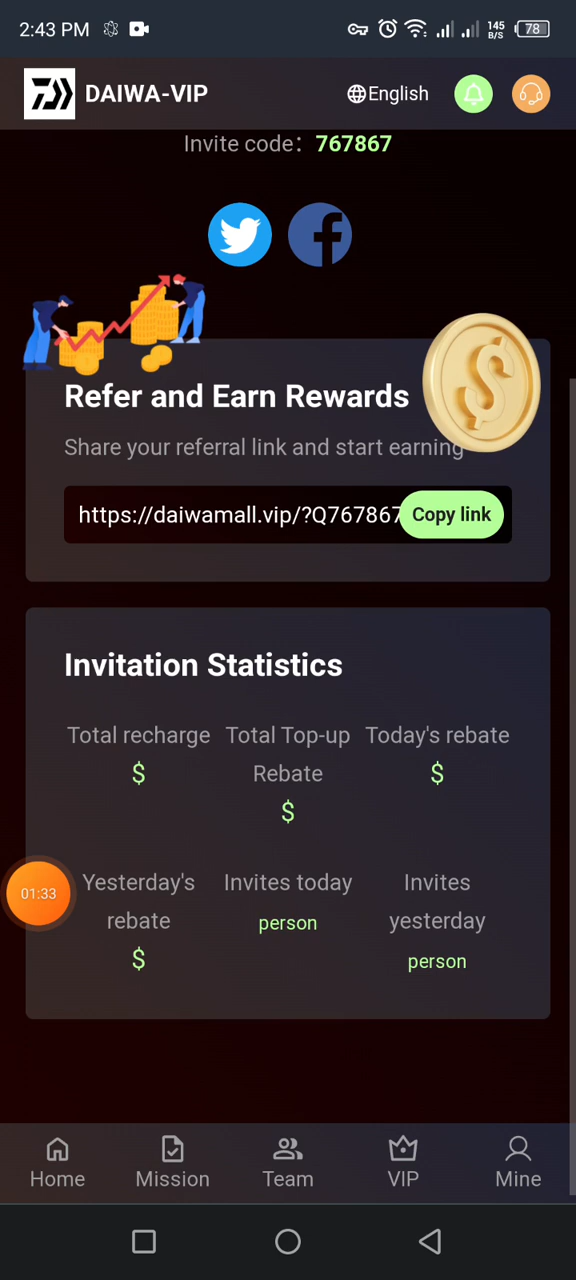 2:43 PM
145
B/S
78
DAIWA-VIP
English
Invite code： 767867
Refer and Earn Rewards
Share your referral link and start earning
https://daiwamall.vip/?Q767867
Copy link
Invitation Statistics
Total recharge
$
Total Top-up
Rebate
$
Today's rebate
$
01:33
Yesterday's
rebate
$
Invites today
person
Invites
yesterday
person
Home
Mission
Team
VIP
Mine